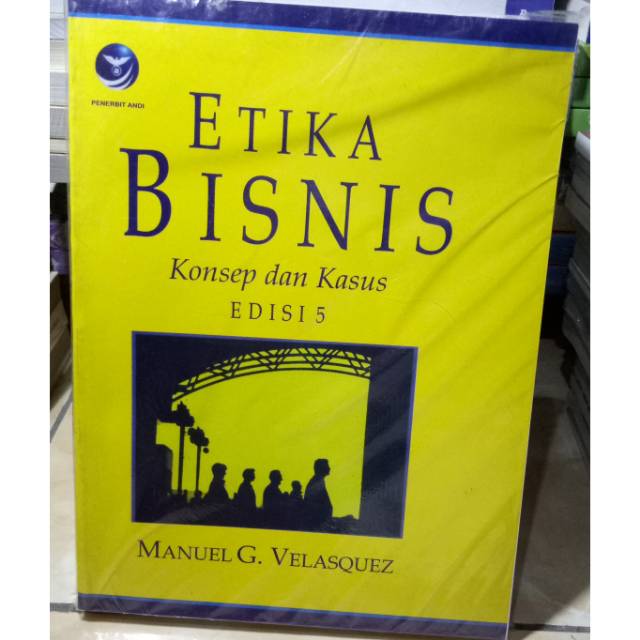 PENERBIT ANDI
ETIKA
BISNIS
Konsep dan Kasus
EDISI 5
MANUEL G. VELASQUEZ